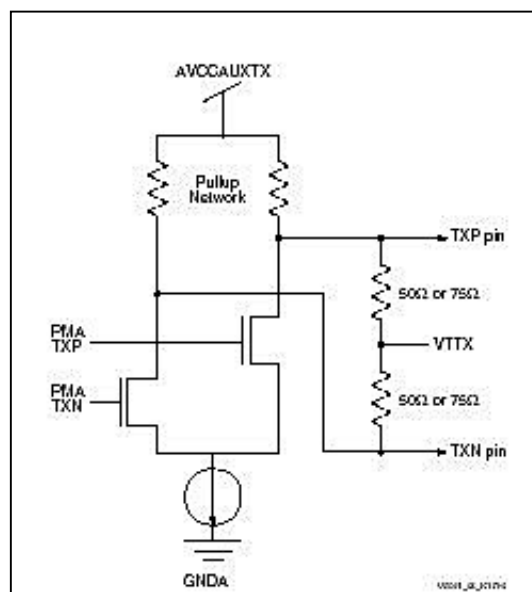 AVCCAUXTX
Pullup
Network
TXP pin
50Ω or 75Ω
PMA
TXP
VTTX
PMA
TXN
50Ω or 75Ω
TXN pin
GNDA